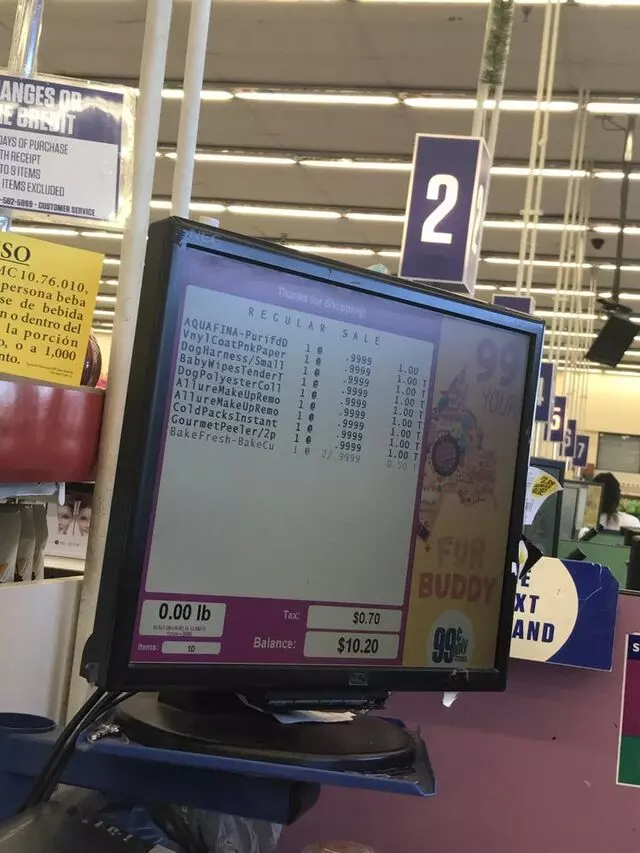 ANGES OR
E CREDIT
DAYS OF PURCHASE
TH RECEIPT
TO 9 ITEMS
ITEMS EXCLUDED
-582-5999 - CUSTOMER SERVICE
SO
MC 10.76.010,
persona beba
se de bebida
n o dentro del
la porción
o, a 1,000
nto.
2
Thanks for Shopping!
REGULAR SALE
AQUAFINA-PurifdD 1 @ .9999 1.00
VnylCoatPnkPaper 1 @ .9999 1.00 T
DogHarness/Small 1 @ .9999 1.00 T
BabyWipesTenderT 1 @ .9999 1.00 T
DogPolyesterColl 1 @ .9999 1.00 T
AllureMakeUpRemo 1 @ .9999 1.00 T
AllureMakeUpRemo 1 @ .9999 1.00 T
ColdPacksInstant 1 @ .9999 1.00 T
GourmetPeeler/2p 1 @ .9999 1.00 T
BakeFresh-BakeCu 1 @ 2/.9999 0.50 T
0.00 lb
Items: 10
Tax: $0.70
Balance: $10.20
99
YOU
FUR
BUDDY
99¢ only
5
6
7
E
XT
AND
S